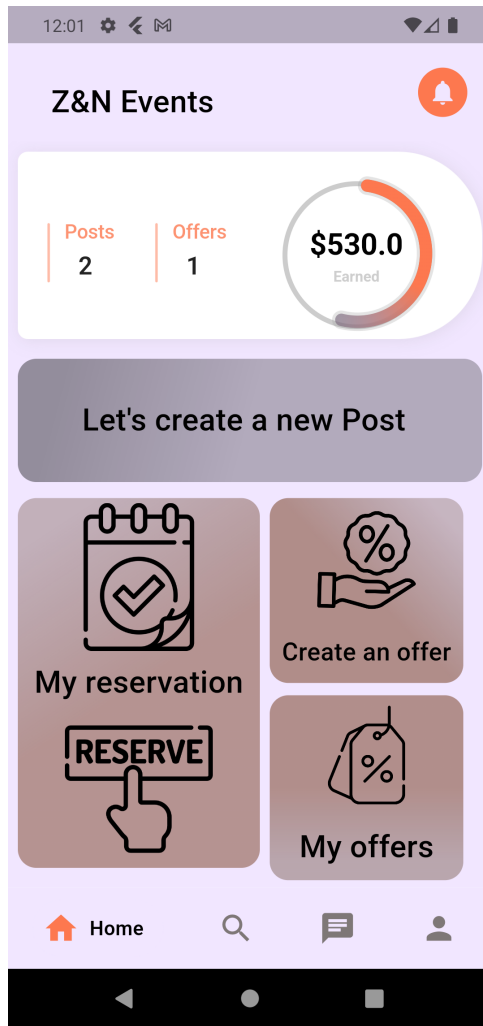 12:01
Z&N Events
Posts
2
Offers
1
$530.0
Earned
Let's create a new Post
My reservation
RESERVE
Create an offer
My offers
Home